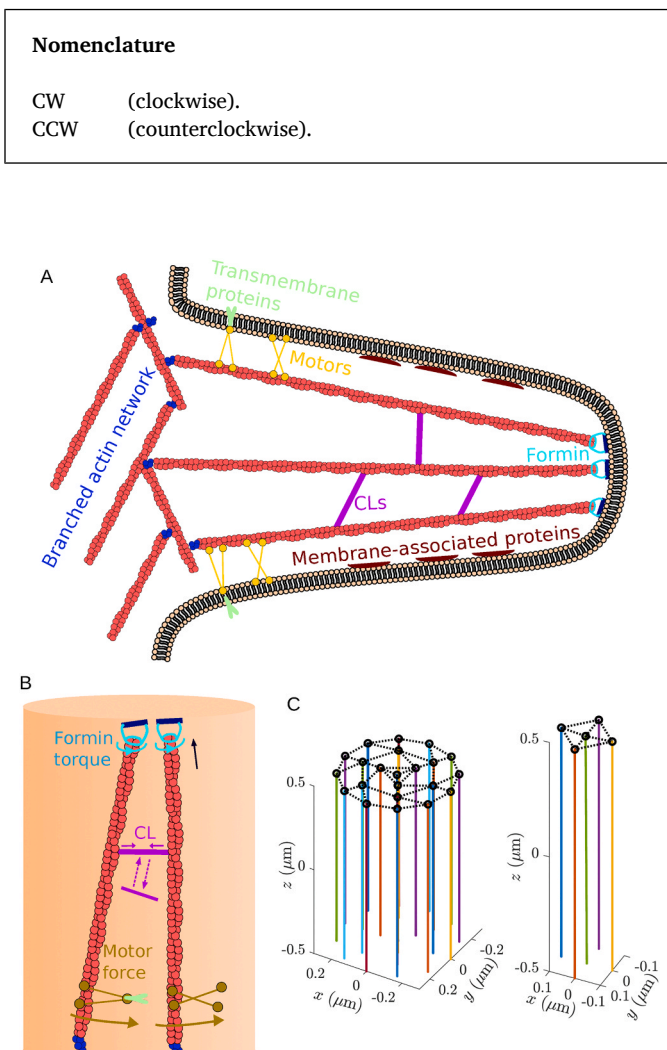 Nomenclature
CW (clockwise).
CCW (counterclockwise).
A
Transmembrane
proteins
Motors
Branched actin network
Formin
CLs
Membrane-associated proteins
B
Formin
torque
CL
Motor
force
C
0.5
0
-0.5
z (μm)
0.2
0
-0.2
x (μm)
-0.2
0
0.2
y (μm)
0.5
0
-0.5
z (μm)
0.1
0
-0.1
x (μm)
-0.1
0
0.1
y (μm)